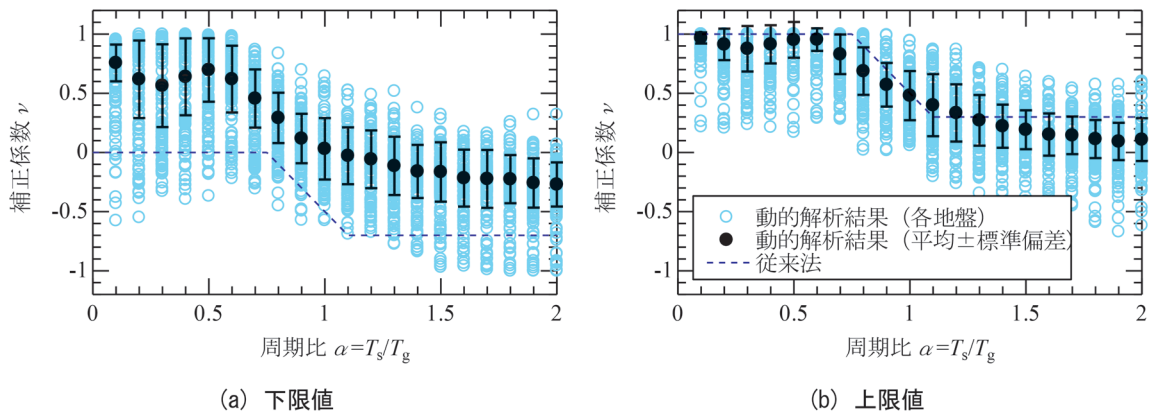 1
0.5
0
-0.5
-1
補正係数 ν
0
0.5
1
1.5
2
周期比 α=Ts/Tg
(a) 下限値
1
0.5
0
-0.5
-1
補正係数 ν
動的解析結果（各地盤）
動的解析結果（平均±標準偏差）
従来法
0
0.5
1
1.5
2
周期比 α=Ts/Tg
(b) 上限値